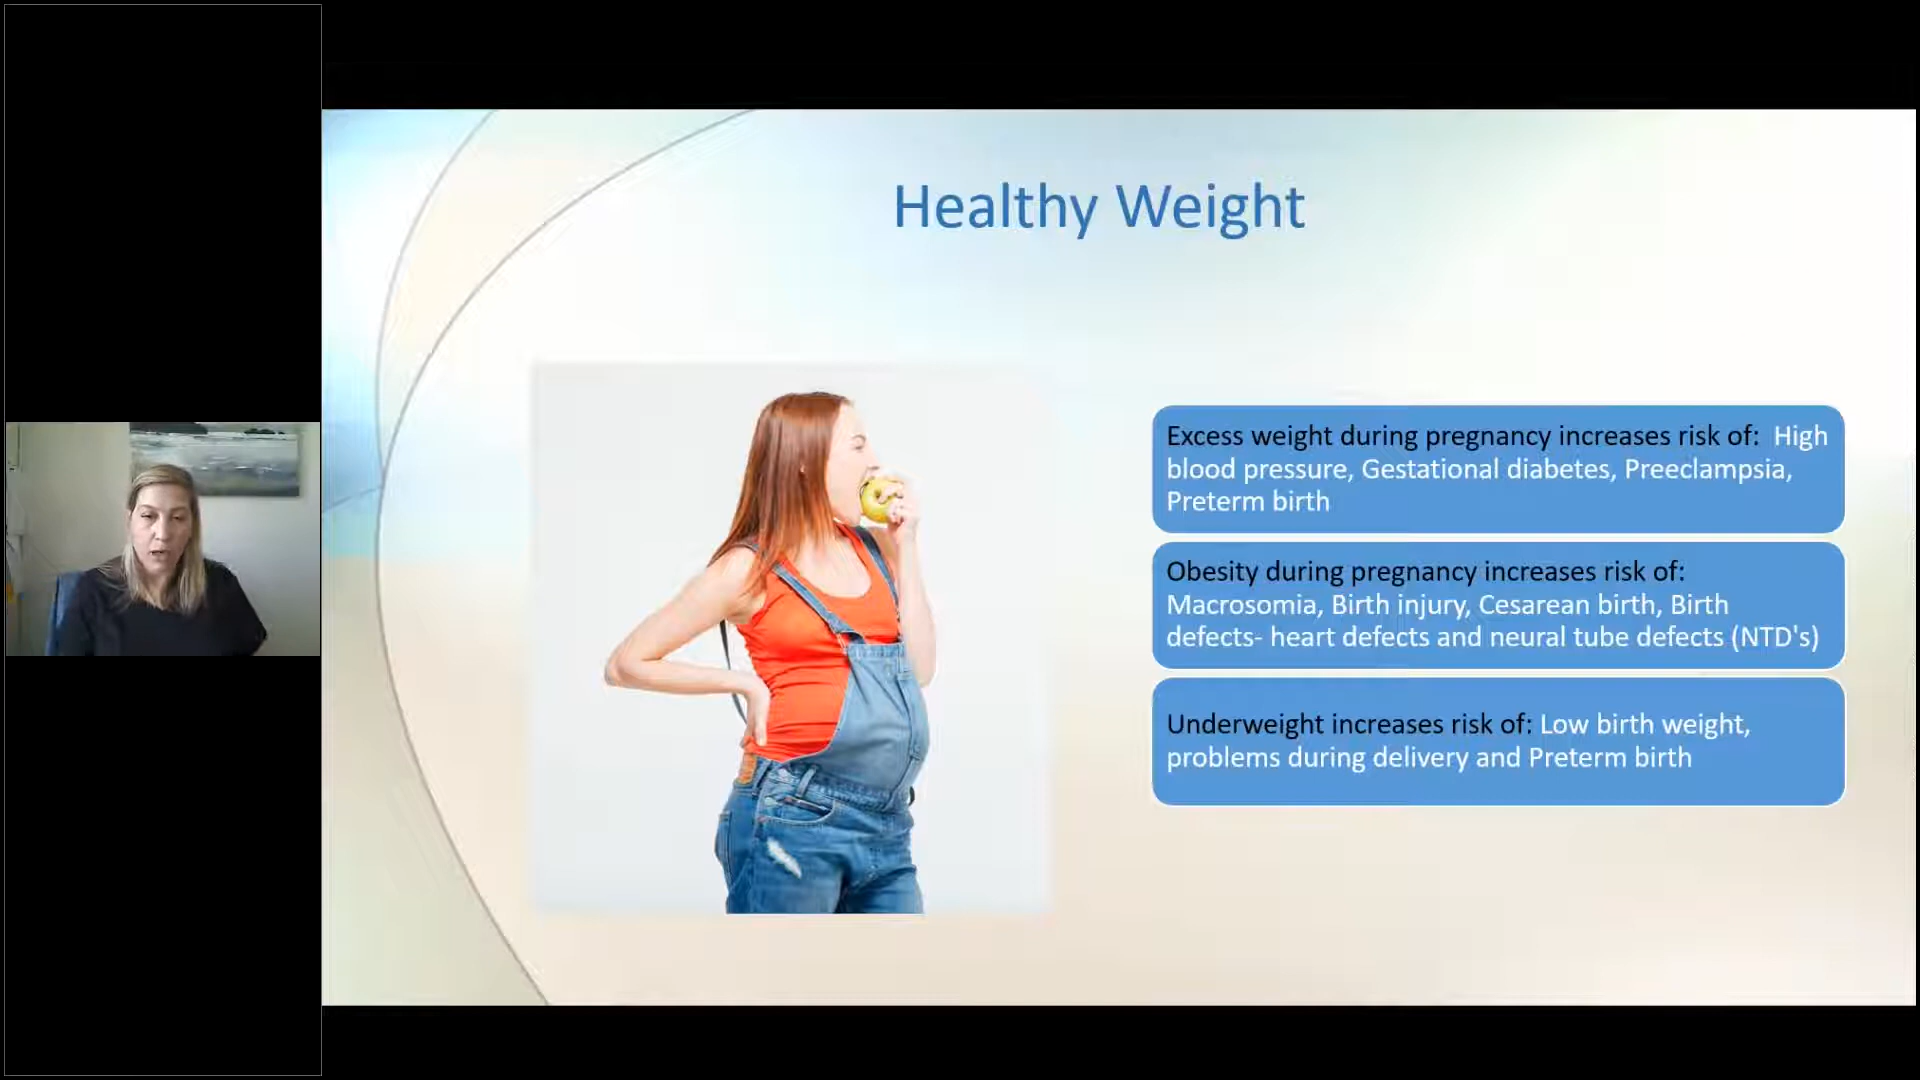 Healthy Weight
Excess weight during pregnancy increases risk of:  High
blood pressure, Gestational diabetes, Preeclampsia,
Preterm birth
Obesity during pregnancy increases risk of:
Macrosomia, Birth injury, Cesarean birth, Birth
defects- heart defects and neural tube defects (NTD's)
Underweight increases risk of: Low birth weight,
problems during delivery and Preterm birth